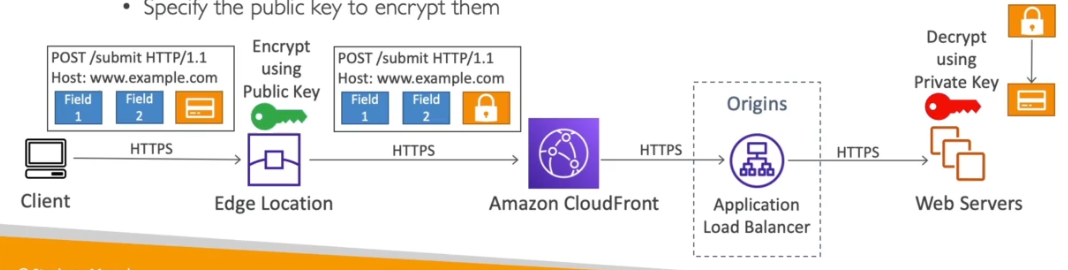 • Specify the public key to encrypt them
POST /submit HTTP/1.1
Host: www.example.com
Field
1
Field
2
Encrypt
using
Public Key
POST /submit HTTP/1.1
Host: www.example.com
Field
1
Field
2
Decrypt
using
Private Key
Origins
HTTPS
HTTPS
HTTPS
HTTPS
Client
Edge Location
Amazon CloudFront
Application
Load Balancer
Web Servers